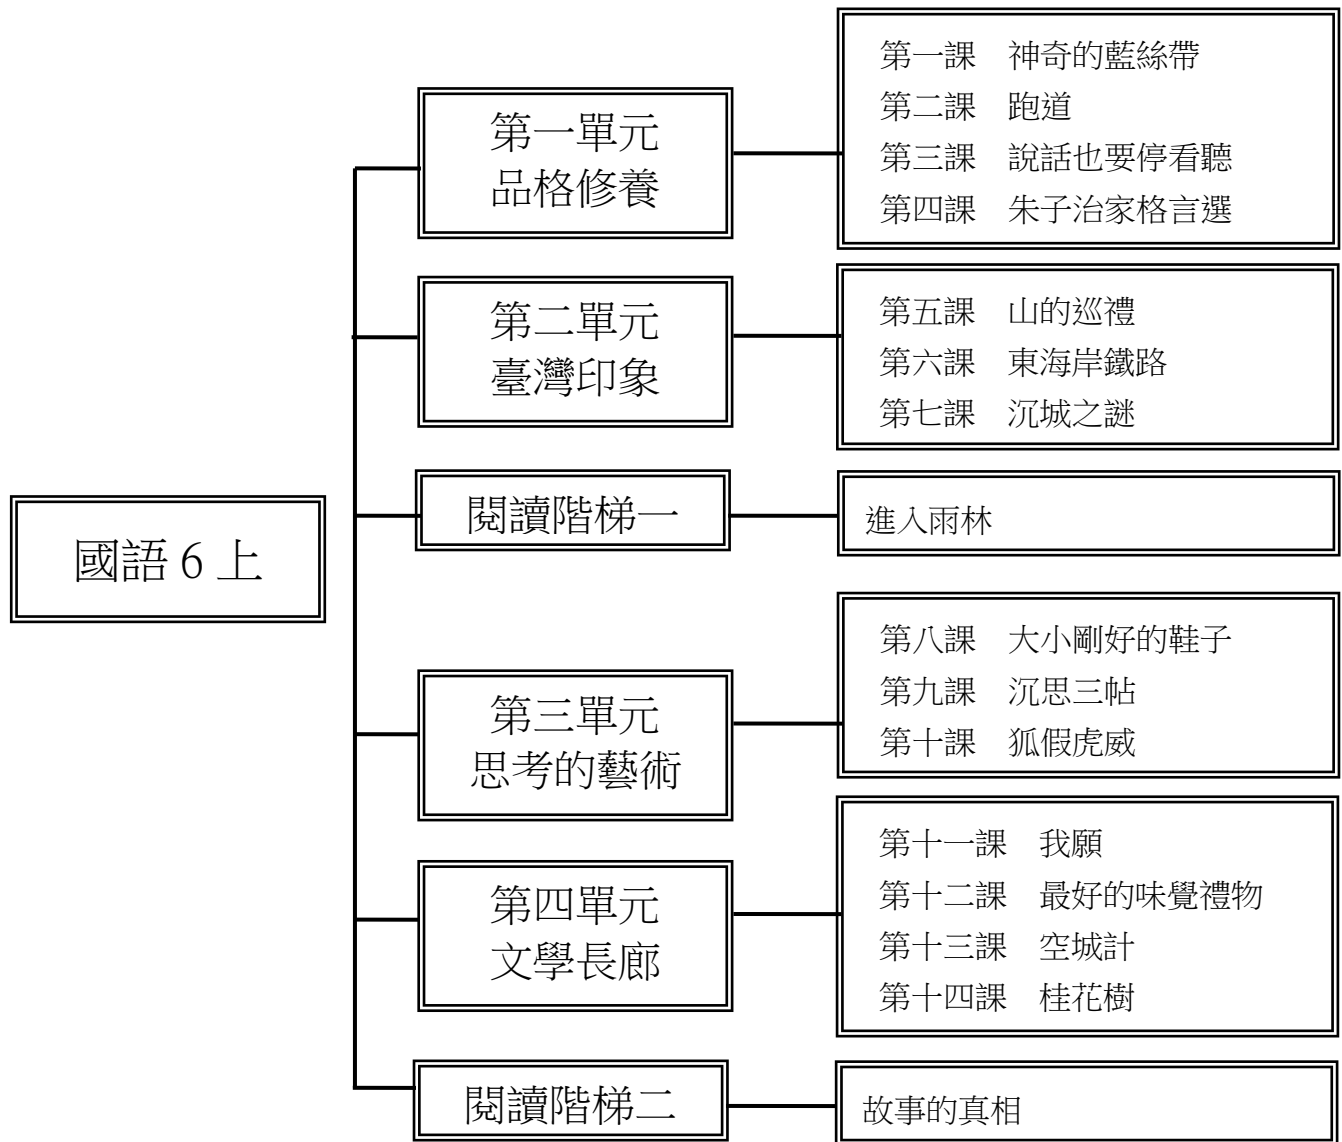 國語 6 上
第一單元
品格修養
第一課　神奇的藍絲帶
第二課　跑道
第三課　說話也要停看聽
第四課　朱子治家格言選
第二單元
臺灣印象
第五課　山的巡禮
第六課　東海岸鐵路
第七課　沉城之謎
閱讀階梯一
進入雨林
第三單元
思考的藝術
第八課　大小剛好的鞋子
第九課　沉思三帖
第十課　狐假虎威
第四單元
文學長廊
第十一課　我願
第十二課　最好的味覺禮物
第十三課　空城計
第十四課　桂花樹
閱讀階梯二
故事的真相